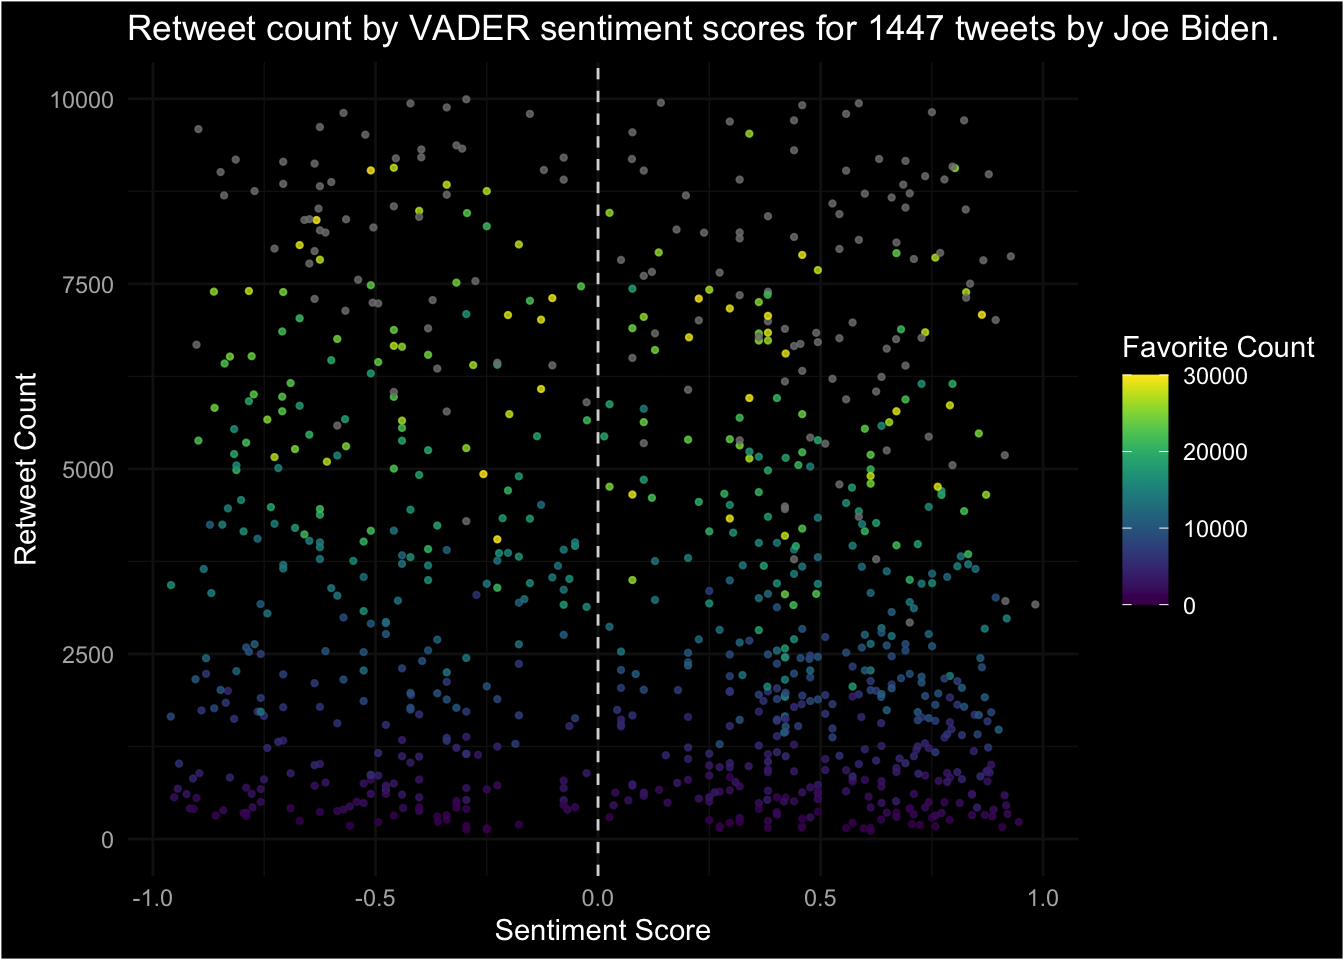 Retweet count by VADER sentiment scores for 1447 tweets by Joe Biden.
Retweet Count
10000
7500
5000
2500
0
-1.0 -0.5 0.0 0.5 1.0
Sentiment Score
Favorite Count
30000
20000
10000
0